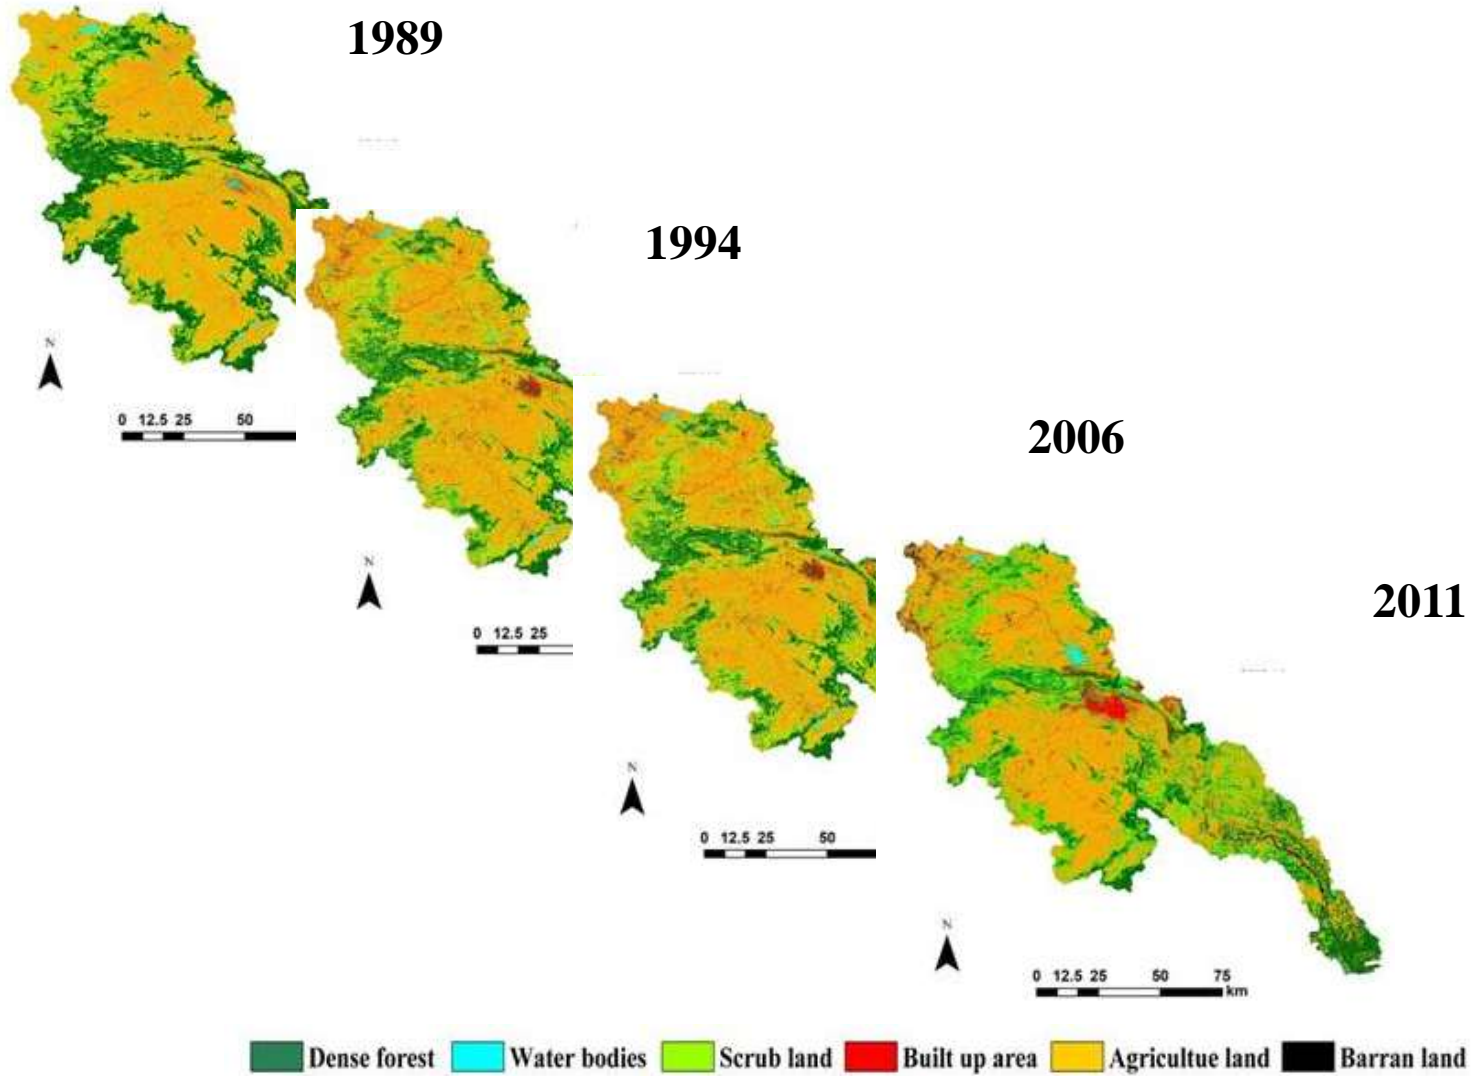 1989
N
0 12.5 25 50
1994
N
0 12.5 25
2006
N
0 12.5 25 50
2011
N
0 12.5 25 50 75
km
Dense forest Water bodies Scrub land Built up area Agricultue land Barran land